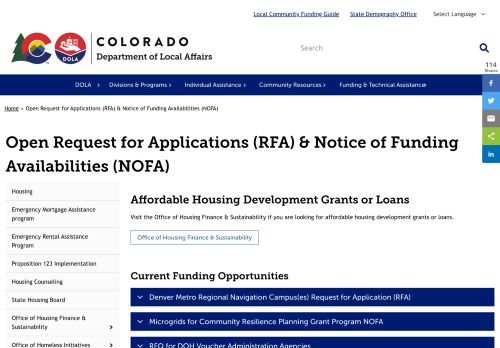 Local Community Funding Guide
State Demography Office
Select Language
COLORADO
Department of Local Affairs
DOLA
Search
114
Shares
DOLA
Divisions & Programs
Individual Assistance
Community Resources
Funding & Technical Assistance
Home > Open Request for Applications (RFA) & Notice of Funding Availabilities (NOFA)
Open Request for Applications (RFA) & Notice of Funding
Availabilities (NOFA)
Housing
Emergency Mortgage Assistance
program
Emergency Rental Assistance
Program
Proposition 123 Implementation
Housing Counseling
State Housing Board
Office of Housing Finance &
Sustainability
Office of Homeless Initiatives
Affordable Housing Development Grants or Loans
Visit the Office of Housing Finance & Sustainability if you are looking for affordable housing development grants or loans.
Office of Housing Finance & Sustainability
Current Funding Opportunities
Denver Metro Regional Navigation Campus(es) Request for Application (RFA)
Microgrids for Community Resilience Planning Grant Program NOFA
RFQ for DOH Voucher Administration Agencies